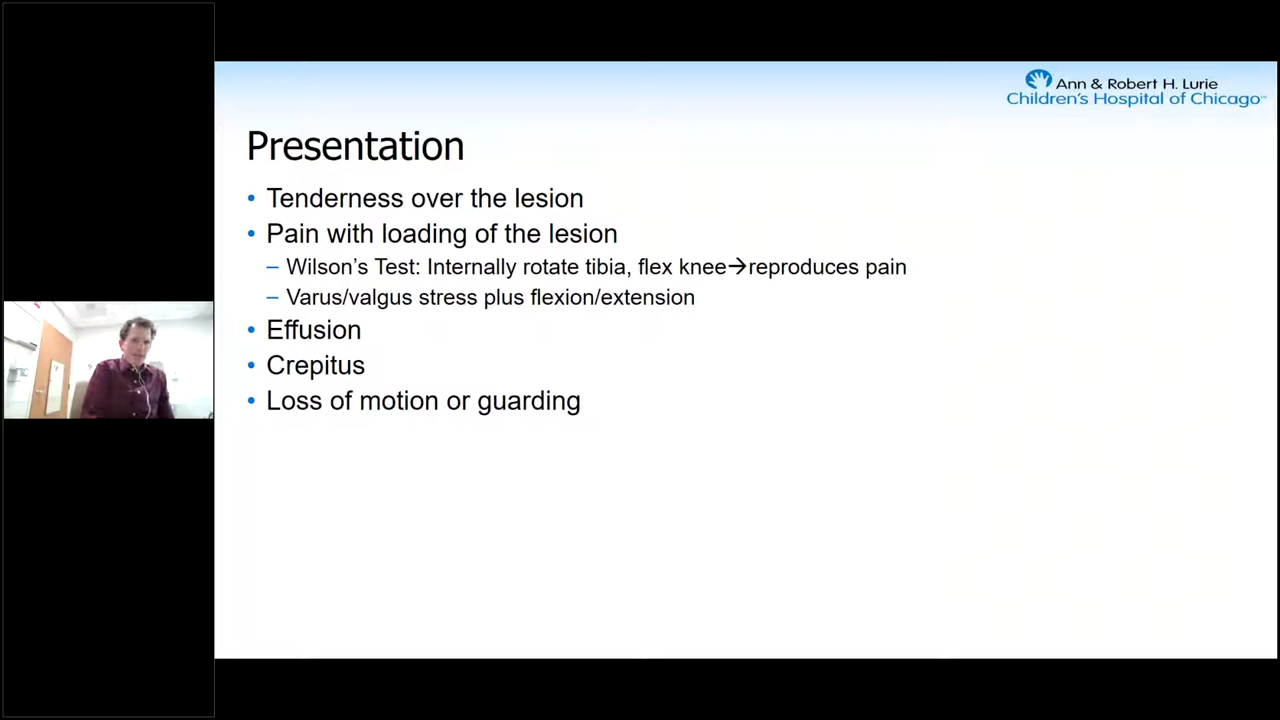 Ann & Robert H. Lurie
Children's Hospital of Chicago
Presentation
• Tenderness over the lesion
• Pain with loading of the lesion
– Wilson's Test: Internally rotate tibia, flex knee→reproduces pain
– Varus/valgus stress plus flexion/extension
• Effusion
• Crepitus
• Loss of motion or guarding